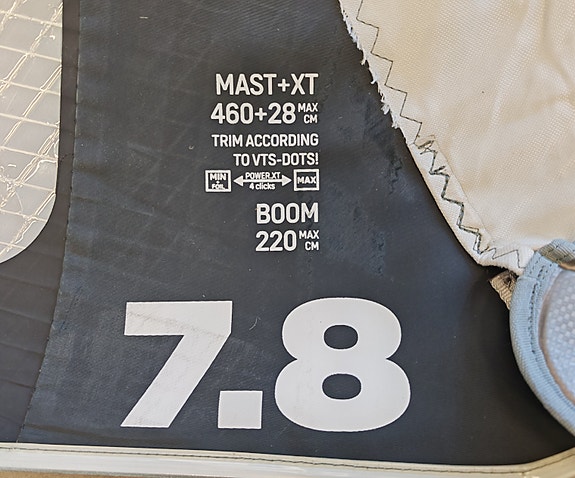 MAST+XT
460+28 MAX CM
TRIM ACCORDING
TO VTS-DOTS!
MIN + FOIL POWER.XT 4 clicks MAX
BOOM
220 MAX CM
7.8